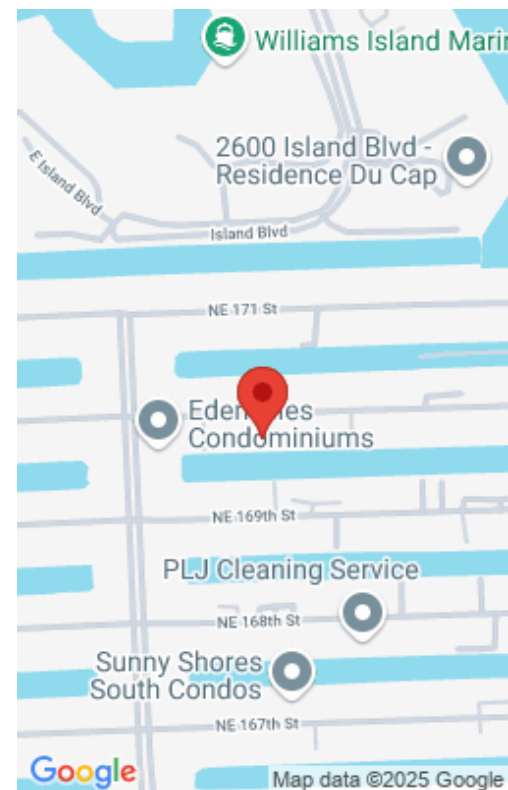 Williams Island Marin
2600 Island Blvd -
Residence Du Cap
E Island Blvd
Island Blvd
NE 171 St
Condominiums
NE 169th St
PLJ Cleaning Service
NE 168th St
Sunny Shores
South Condos
NE 167th St
Google
Map data ©2025 Google